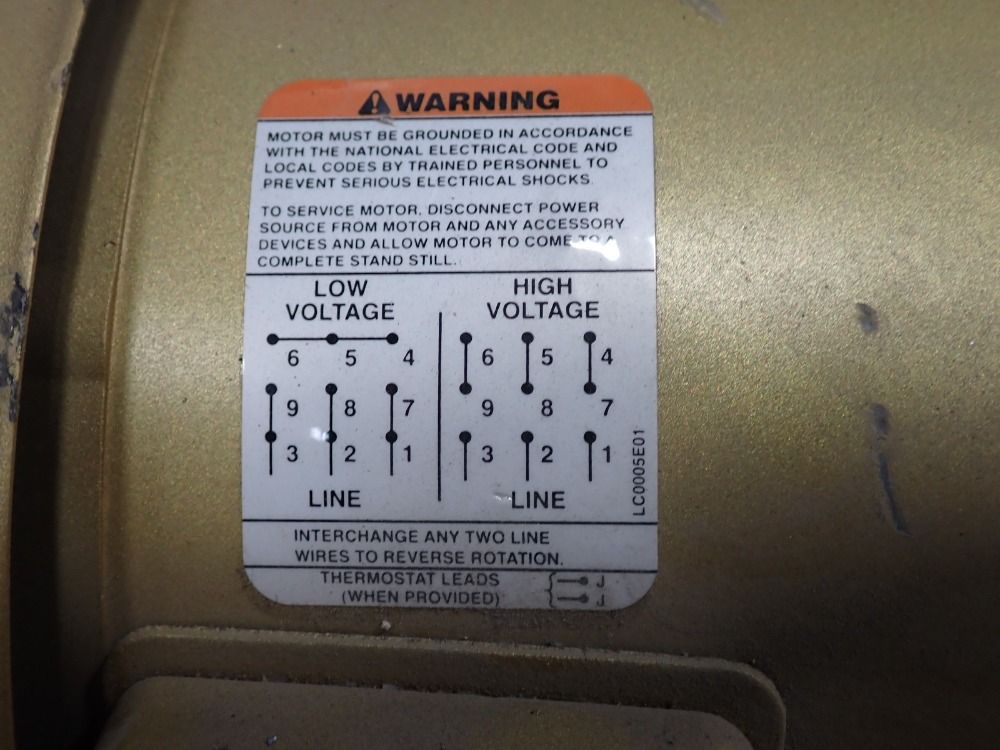 WARNING
MOTOR MUST BE GROUNDED IN ACCORDANCE
WITH THE NATIONAL ELECTRICAL CODE AND
LOCAL CODES BY TRAINED PERSONNEL TO
PREVENT SERIOUS ELECTRICAL SHOCKS.
TO SERVICE MOTOR, DISCONNECT POWER
SOURCE FROM MOTOR AND ANY ACCESSORY
DEVICES AND ALLOW MOTOR TO COME TO A
COMPLETE STAND STILL.
LOW
VOLTAGE
6 5 4
9 8 7
3 2 1
LINE
HIGH
VOLTAGE
6 5 4
9 8 7
3 2 1
LINE
LC0005E01
INTERCHANGE ANY TWO LINE
WIRES TO REVERSE ROTATION.
THERMOSTAT LEADS
(WHEN PROVIDED)
J
J